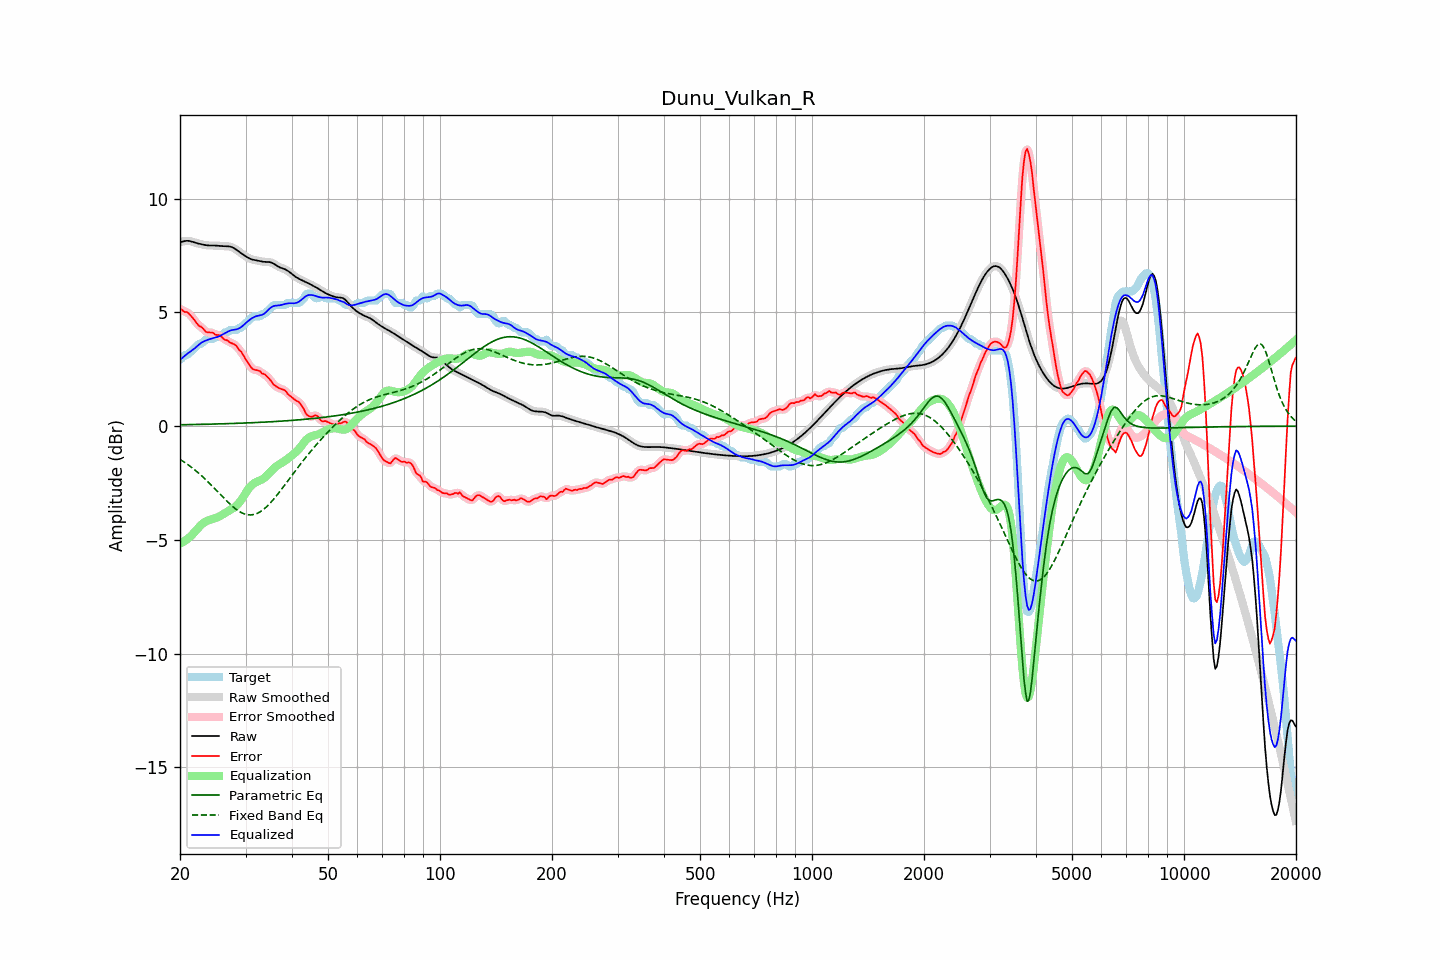 Dunu_Vulkan_R
Amplitude (dBr)
10
5
0
−5
−10
−15
Target
Raw Smoothed
Error Smoothed
Raw
Error
Equalization
Parametric Eq
Fixed Band Eq
Equalized
20 50 100 200 500 1000 2000 5000 10000 20000
Frequency (Hz)